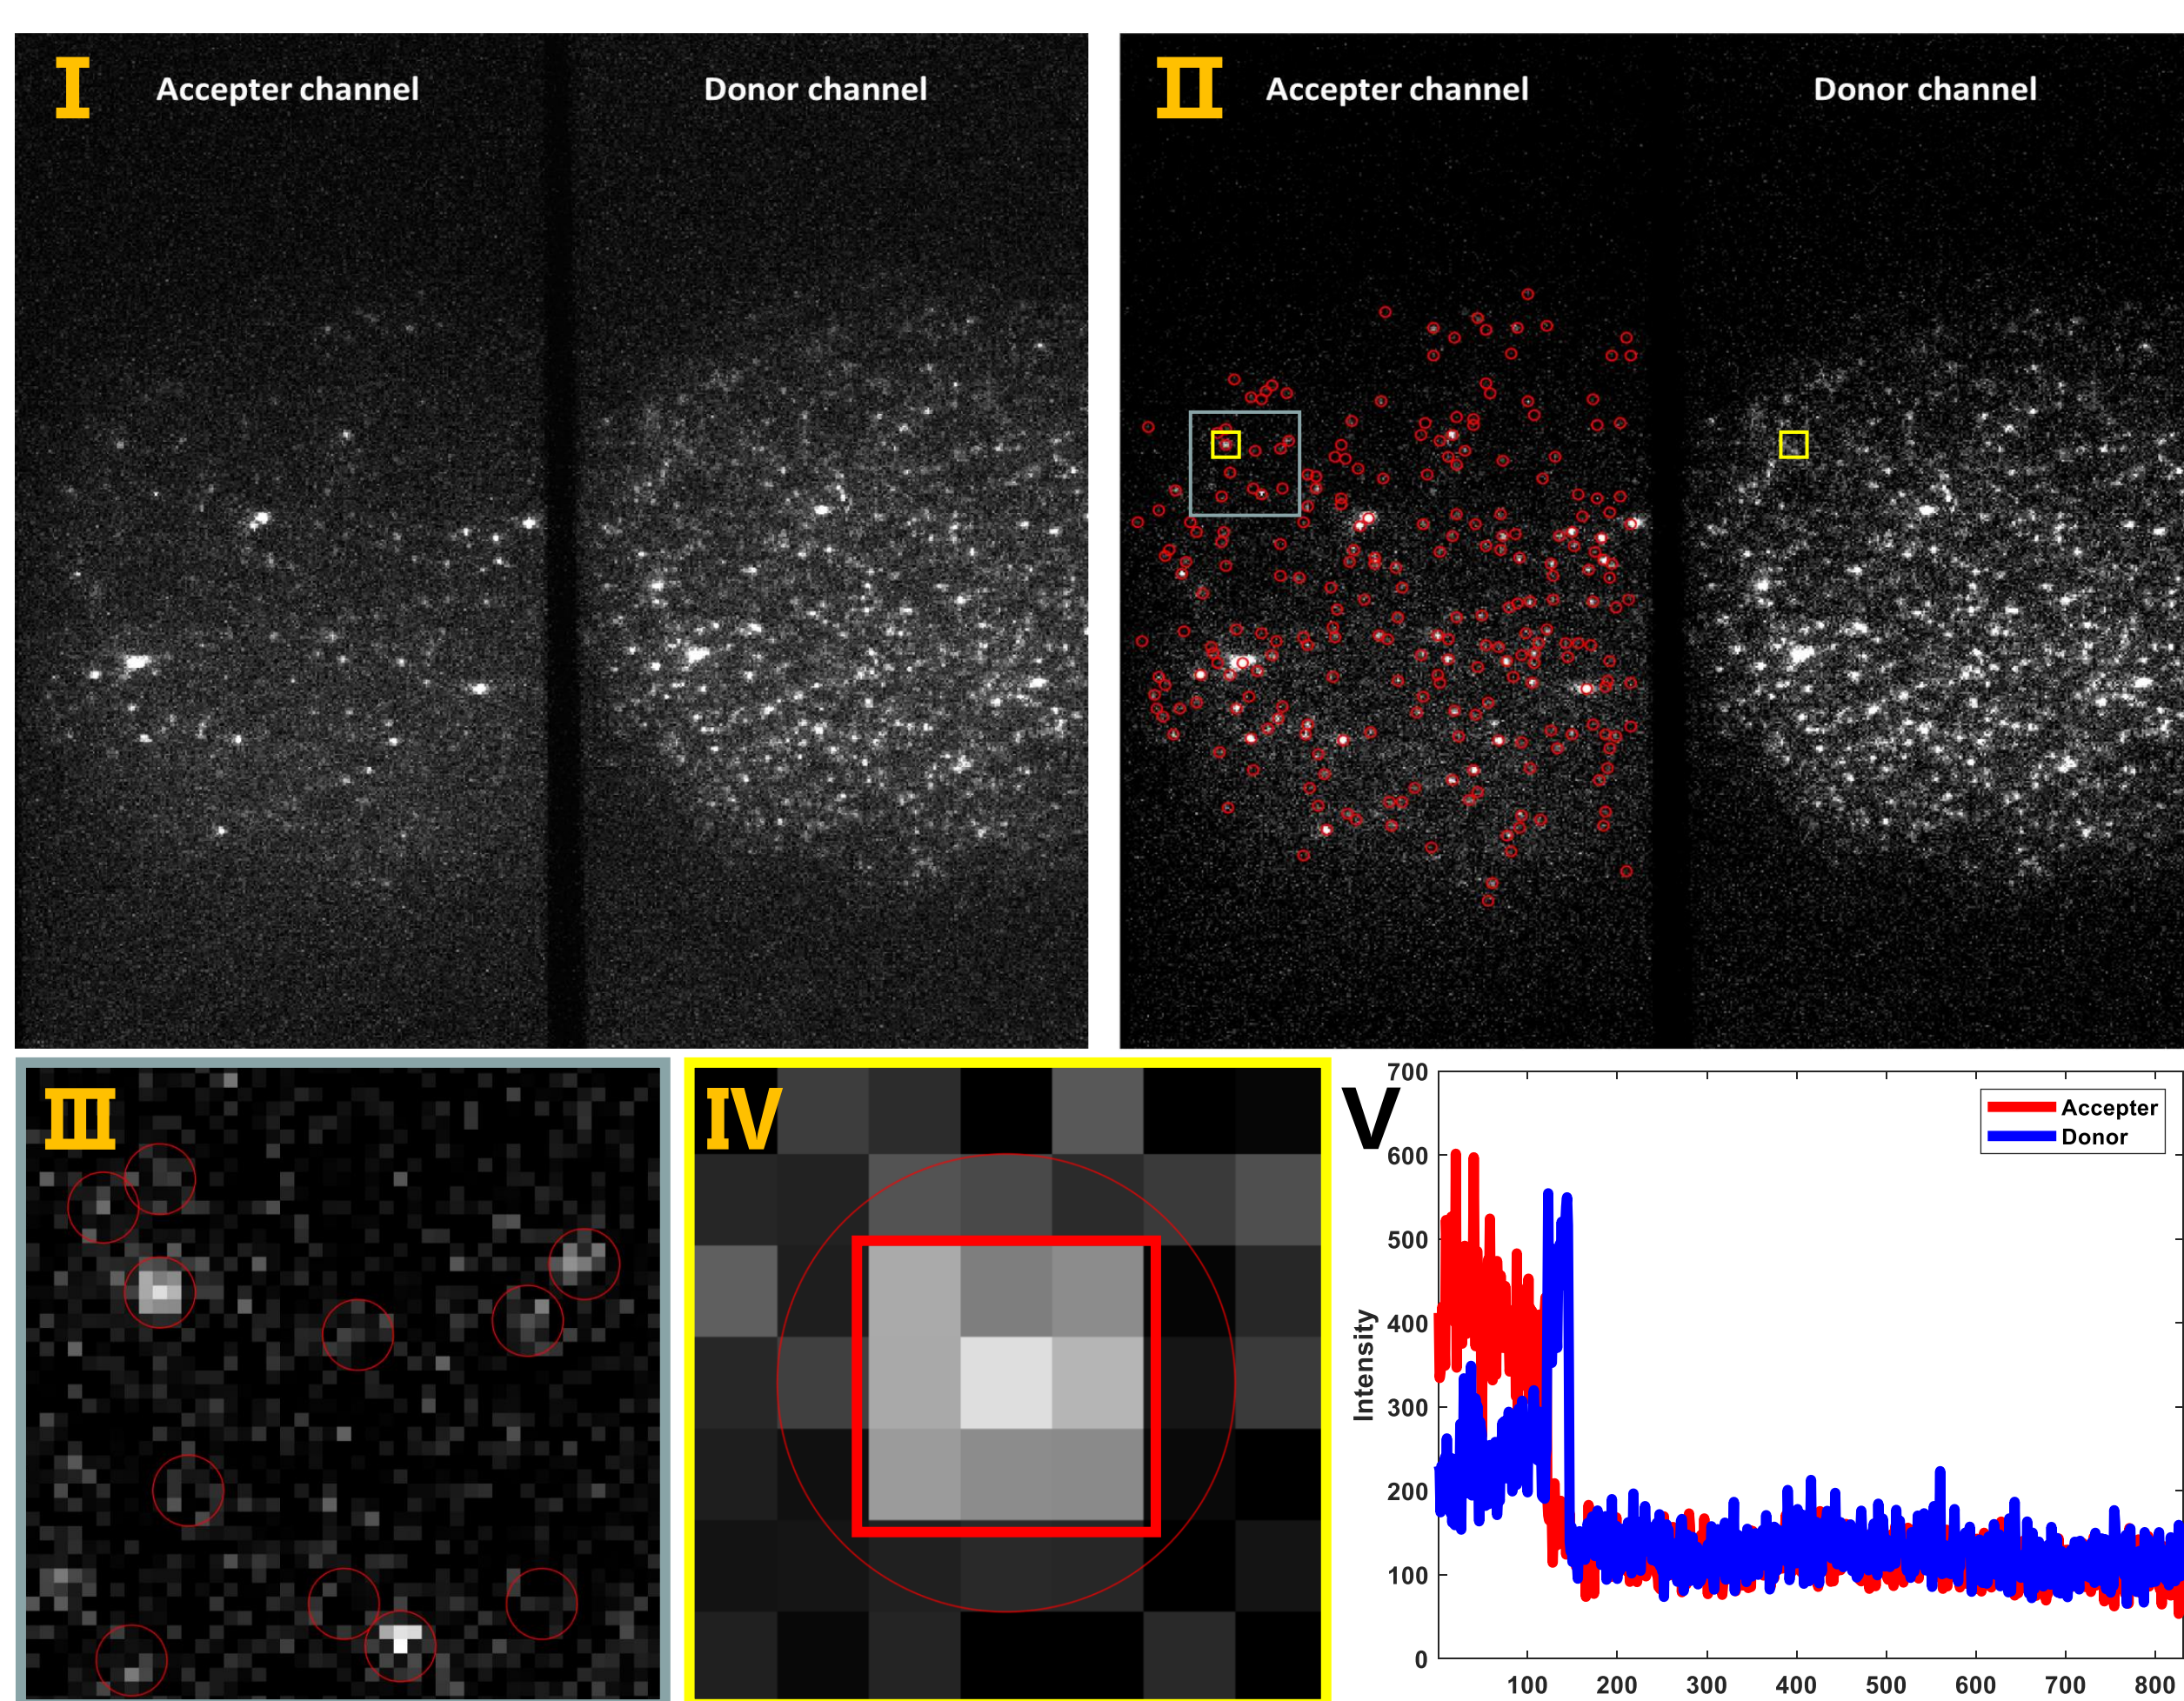 I
Accepter channel
Donor channel
II
Accepter channel
Donor channel
III
IV
V
700
600
500
400
300
200
100
0
Intensity
Accepter
Donor
100 200 300 400 500 600 700 800